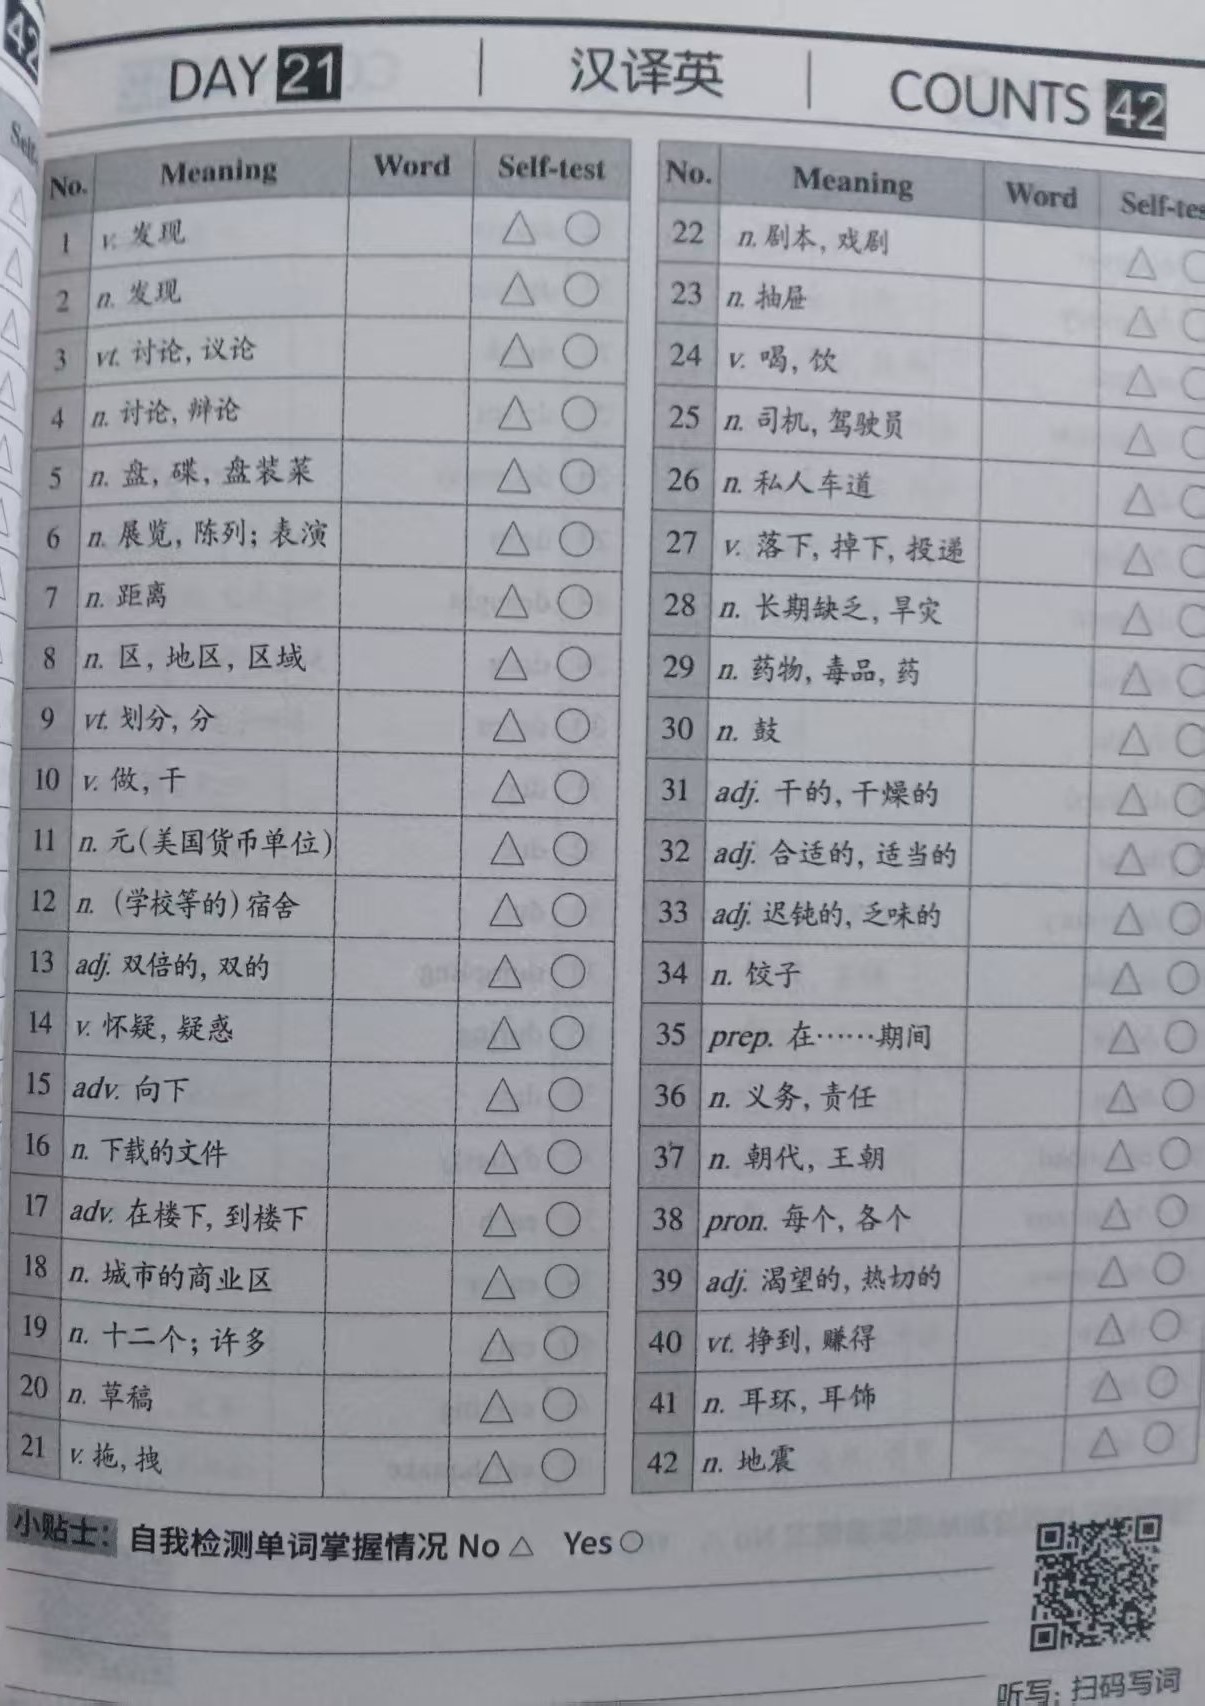 42
Self-
DAY 21
汉译英
COUNTS 42
No. Meaning Word Self-test
1 v. 发现
2 n. 发现
3 vt. 讨论, 议论
4 n. 讨论, 辩论
5 n. 盘, 碟, 盘装菜
6 n. 展览, 陈列; 表演
7 n. 距离
8 n. 区, 地区, 区域
9 vt. 划分, 分
10 v. 做, 干
11 n. 元(美国货币单位)
12 n. (学校等的)宿舍
13 adj. 双倍的, 双的
14 v. 怀疑, 疑惑
15 adv. 向下
16 n. 下载的文件
17 adv. 在楼下, 到楼下
18 n. 城市的商业区
19 n. 十二个; 许多
20 n. 草稿
21 v. 拖, 拽
No. Meaning Word Self-tes
22 n. 剧本, 戏剧
23 n. 抽屉
24 v. 喝, 饮
25 n. 司机, 驾驶员
26 n. 私人车道
27 v. 落下, 掉下, 投递
28 n. 长期缺乏, 旱灾
29 n. 药物, 毒品, 药
30 n. 鼓
31 adj. 干的, 干燥的
32 adj. 合适的, 适当的
33 adj. 迟钝的, 乏味的
34 n. 饺子
35 prep. 在……期间
36 n. 义务, 责任
37 n. 朝代, 王朝
38 pron. 每个, 各个
39 adj. 渴望的, 热切的
40 vt. 挣到, 赚得
41 n. 耳环, 耳饰
42 n. 地震
小贴士: 自我检测单词掌握情况 No △ Yes ○
听写: 扫码写词